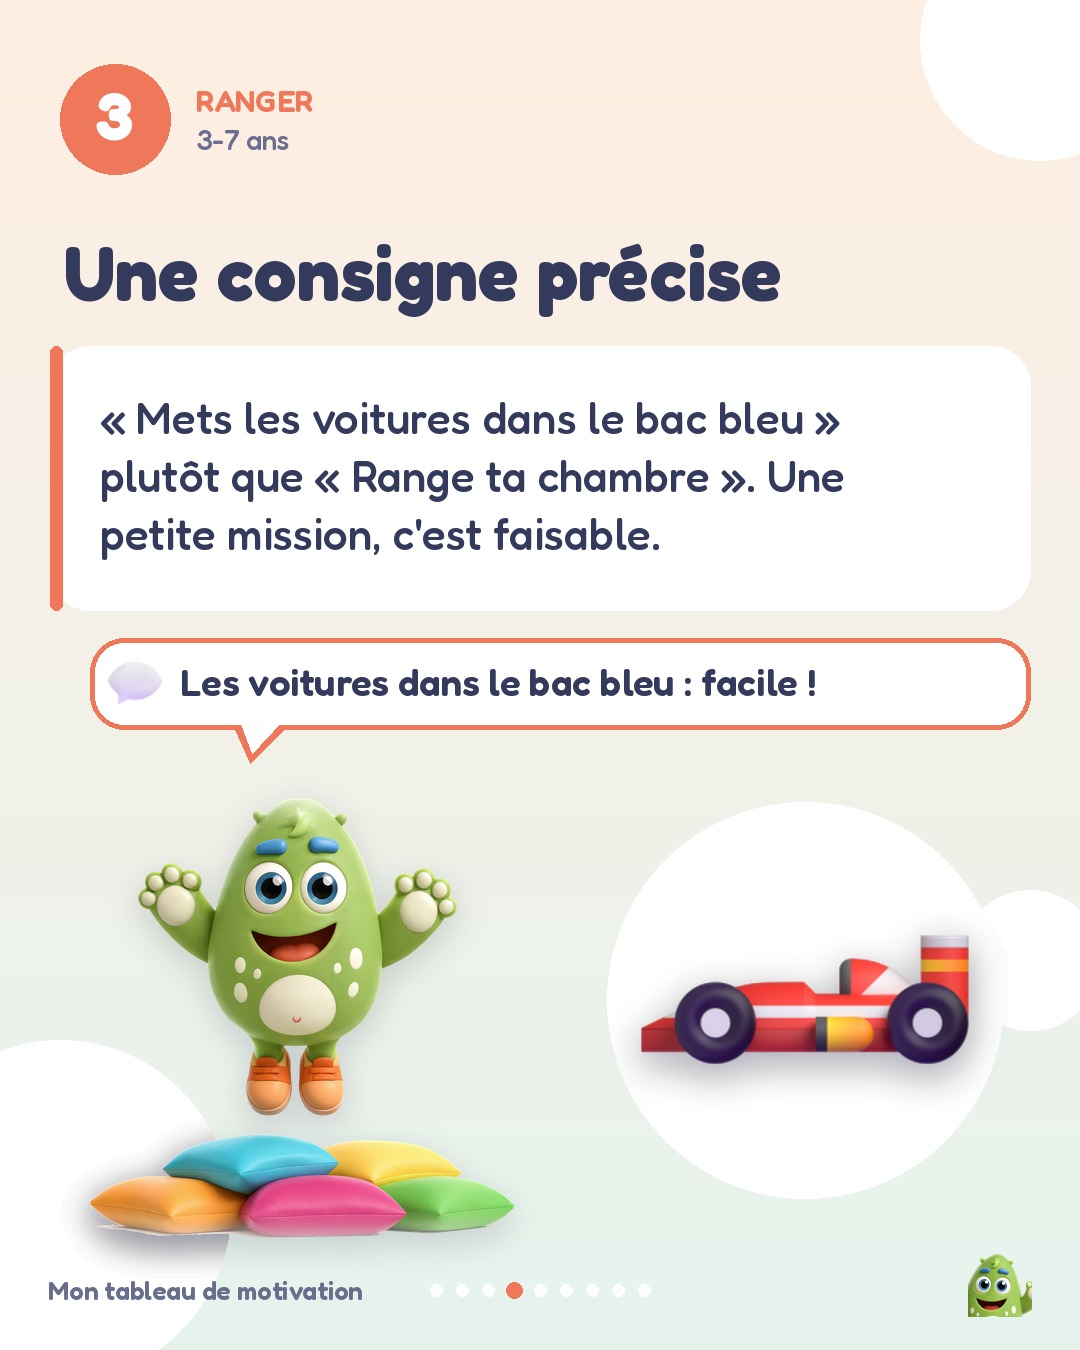 3
RANGER
3-7 ans
Une consigne précise
« Mets les voitures dans le bac bleu »
plutôt que « Range ta chambre ». Une
petite mission, c'est faisable.
Les voitures dans le bac bleu : facile !
Mon tableau de motivation